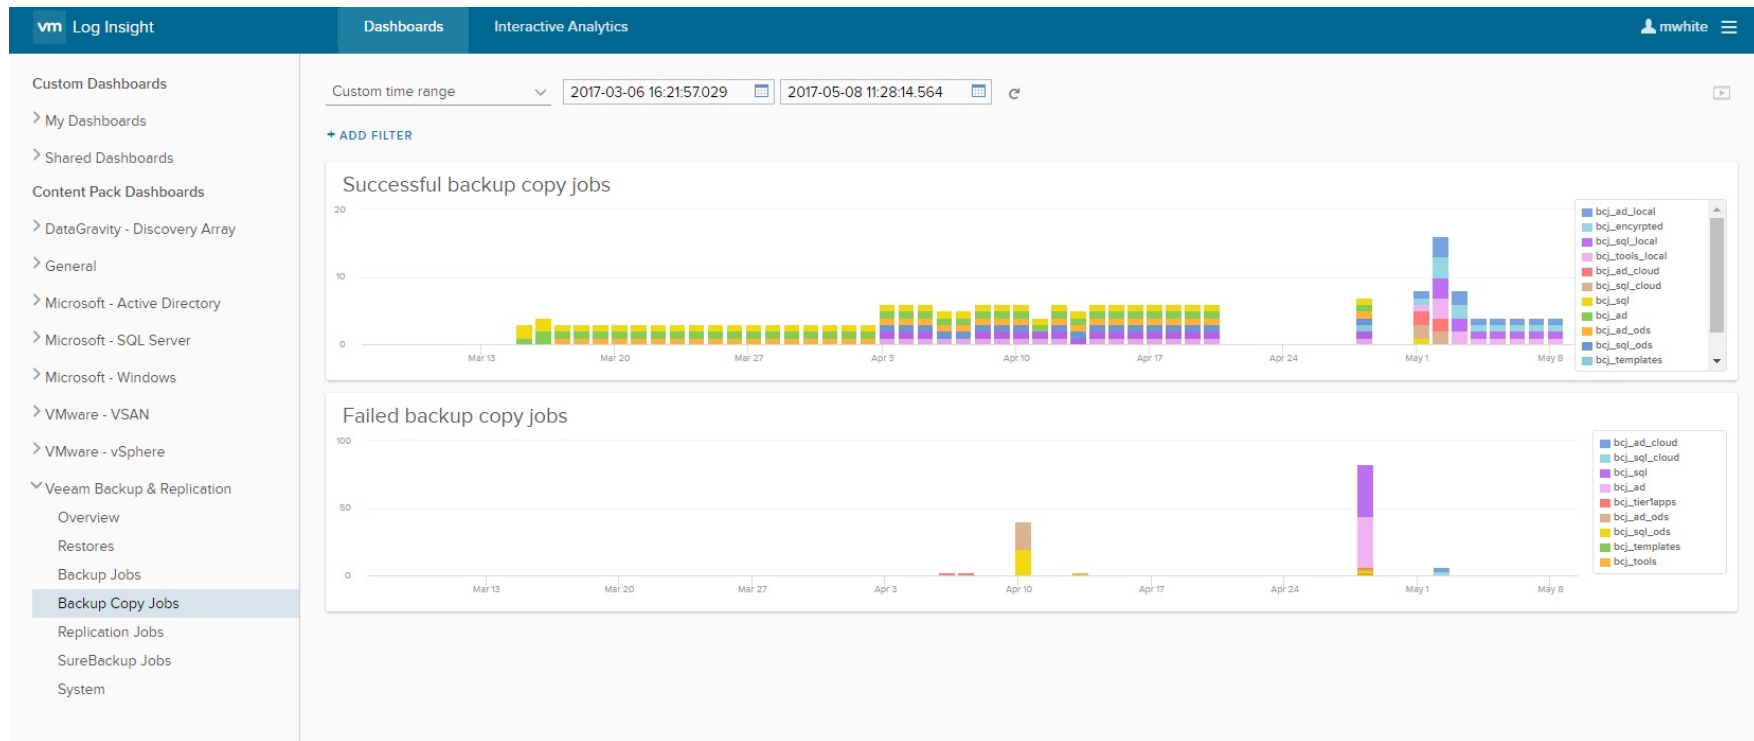 vm Log Insight
Dashboards
Interactive Analytics
mwhite
Custom Dashboards
My Dashboards
Shared Dashboards
Content Pack Dashboards
DataGravity - Discovery Array
General
Microsoft - Active Directory
Microsoft - SQL Server
Microsoft - Windows
VMware - VSAN
VMware - vSphere
Veeam Backup & Replication
Overview
Restores
Backup Jobs
Backup Copy Jobs
Replication Jobs
SureBackup Jobs
System
Custom time range
2017-03-06 16:21:57.029
2017-05-08 11:28:14.564
+ ADD FILTER
Successful backup copy jobs
20
10
0
Mar 13 Mar 20 Mar 27 Apr 3 Apr 10 Apr 17 Apr 24 May 1 May 8
bcj_ad_local
bcj_encyrpted
bcj_sql_local
bcj_tools_local
bcj_ad_cloud
bcj_sql_cloud
bcj_sql
bcj_ad
bcj_ad_ods
bcj_sql_ods
bcj_templates
Failed backup copy jobs
100
50
0
Mar 13 Mar 20 Mar 27 Apr 3 Apr 10 Apr 17 Apr 24 May 1 May 8
bcj_ad_cloud
bcj_sql_cloud
bcj_sql
bcj_ad
bcj_tier1apps
bcj_ad_ods
bcj_sql_ods
bcj_templates
bcj_tools